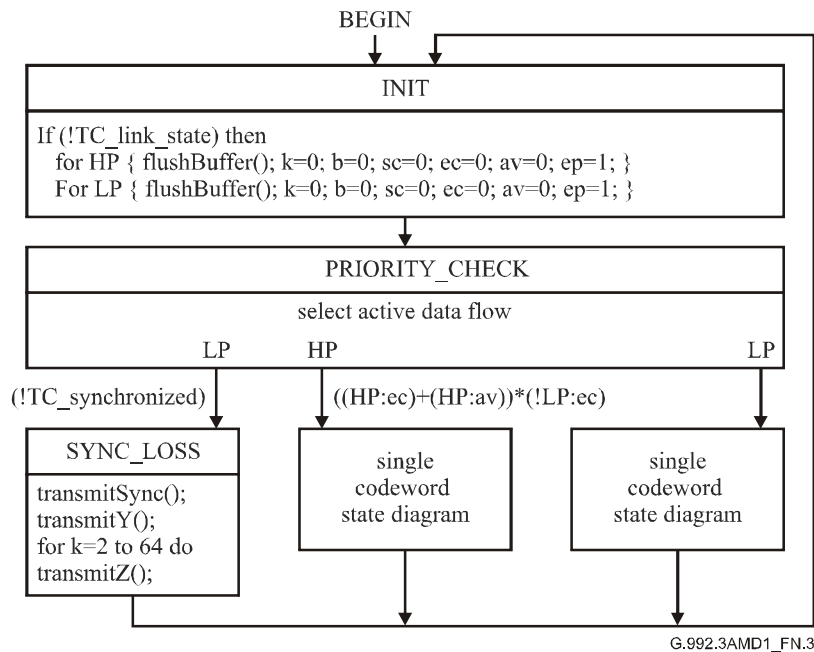 BEGIN
INIT
If (!TC_link_state) then
for HP { flushBuffer(); k=0; b=0; sc=0; ec=0; av=0; ep=1; }
For LP { flushBuffer(); k=0; b=0; sc=0; ec=0; av=0; ep=1; }
PRIORITY_CHECK
select active data flow
LP HP LP
(!TC_synchronized) ((HP:ec)+(HP:av))*(!LP:ec)
SYNC_LOSS
transmitSync();
transmitY();
for k=2 to 64 do
transmitZ();
single
codeword
state diagram
single
codeword
state diagram
G.992.3AMD1_FN.3